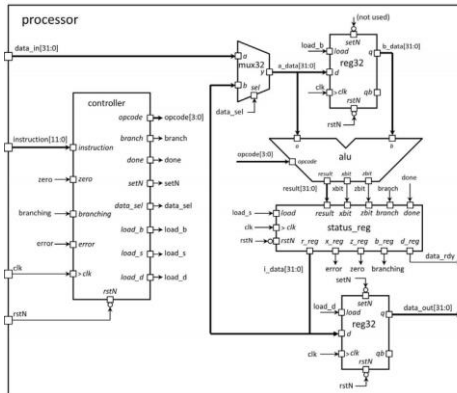 processor
data_in[31:0]
instruction[11:0]
zero
branching
error
clk
rstN
controller
opcode
branch
done
setN
data_sel
load_b
load_s
load_d
instruction
zero
branching
error
> clk
rstN
opcode[3:0]
branch
done
setN
data_sel
load_b
load_s
load_d
mux32
a
b
y
sel
data_sel
a_data[31:0]
(not used)
load_b
clk
setN
load
d
> clk
rstN
q
qb
reg32
rstN
b_data[31:0]
a
b
alu
opcode[3:0]
opcode
result xbit zbit
result[31:0]
xbit
zbit
branch
done
load_s
clk
rstN
load
> clk
rstN
result xbit zbit branch done
status_reg
r_reg x_reg z_reg b_reg d_reg
i_data[31:0]
error
zero
branching
data_rdy
setN
load_d
clk
setN
load
d
> clk
rstN
q
qb
reg32
rstN
data_out[31:0]